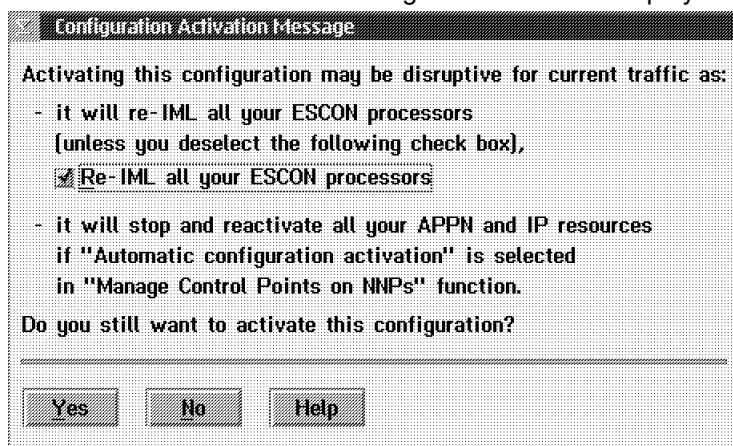 Configuration Activation Message
Activating this configuration may be disruptive for current traffic as:
- it will re-IML all your ESCON processors
(unless you deselect the following check box),
Re-IML all your ESCON processors
- it will stop and reactivate all your APPN and IP resources
if "Automatic configuration activation" is selected
in "Manage Control Points on NNPs" function.
Do you still want to activate this configuration?
Yes No Help